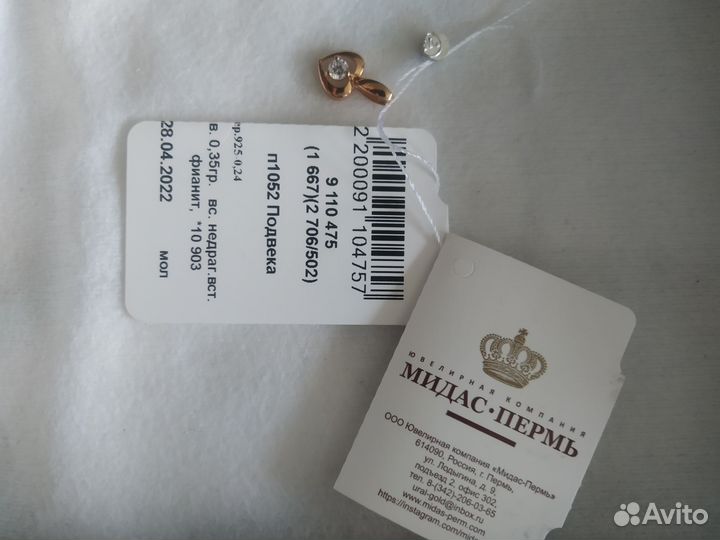 2 200091 104757
9 110 475
(1 667)(2 706/502)
п1052 Подвека
ер.925-0,24
в. 0,35гр. вс. недраг.вст.
фианит, *10 903
28.04.2022 мол
ЮВЕЛИРНАЯ КОМПАНИЯ
МИДАС·ПЕРМЬ
ООО Ювелирная компания «Мидас-Пермь»
614090, Россия, г. Пермь,
ул. Лодыгина, д. 9,
подъезд 2, офис 302,
тел. 8-(342)-206-03-65
ural-gold@inbox.ru
www.midas-perm.com
https://instagram.com/mida
Avito